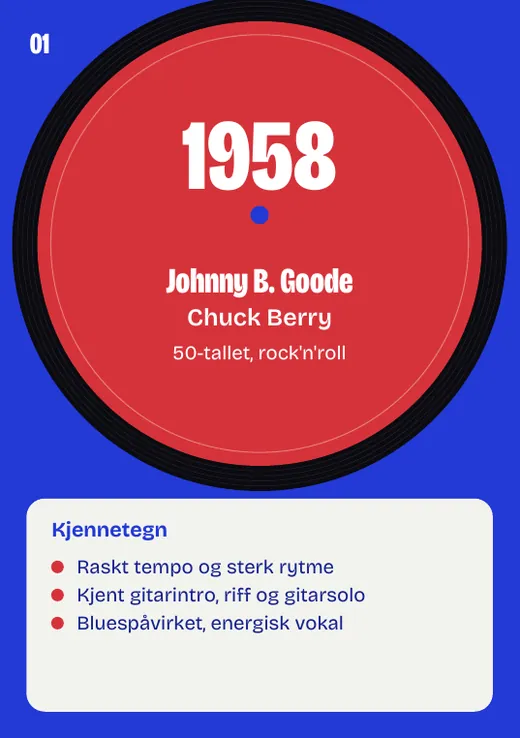 01
1958
Johnny B. Goode
Chuck Berry
50-tallet, rock'n'roll
Kjennetegn
Raskt tempo og sterk rytme
Kjent gitarintro, riff og gitarsolo
Bluespåvirket, energisk vokal